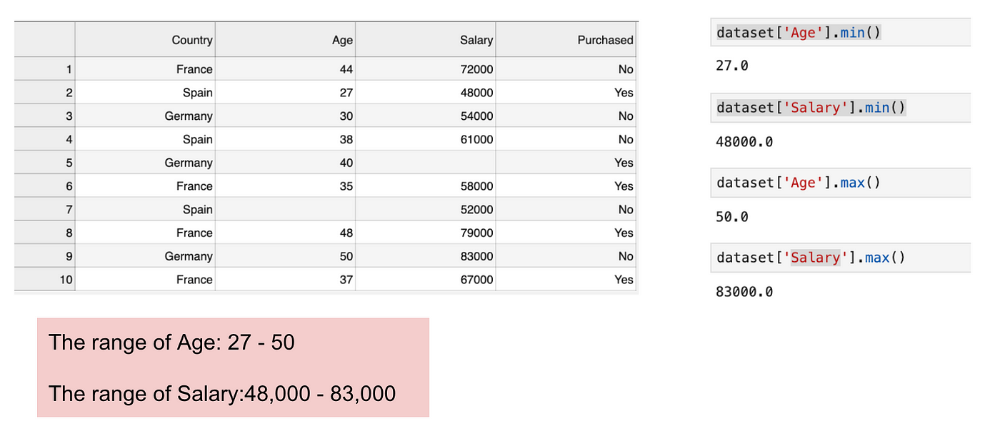 Country Age Salary Purchased
1 France 44 72000 No
2 Spain 27 48000 Yes
3 Germany 30 54000 No
4 Spain 38 61000 No
5 Germany 40 Yes
6 France 35 58000 Yes
7 Spain 52000 No
8 France 48 79000 Yes
9 Germany 50 83000 No
10 France 37 67000 Yes
dataset['Age'].min()
27.0
dataset['Salary'].min()
48000.0
dataset['Age'].max()
50.0
dataset['Salary'].max()
83000.0
The range of Age: 27 - 50
The range of Salary:48,000 - 83,000